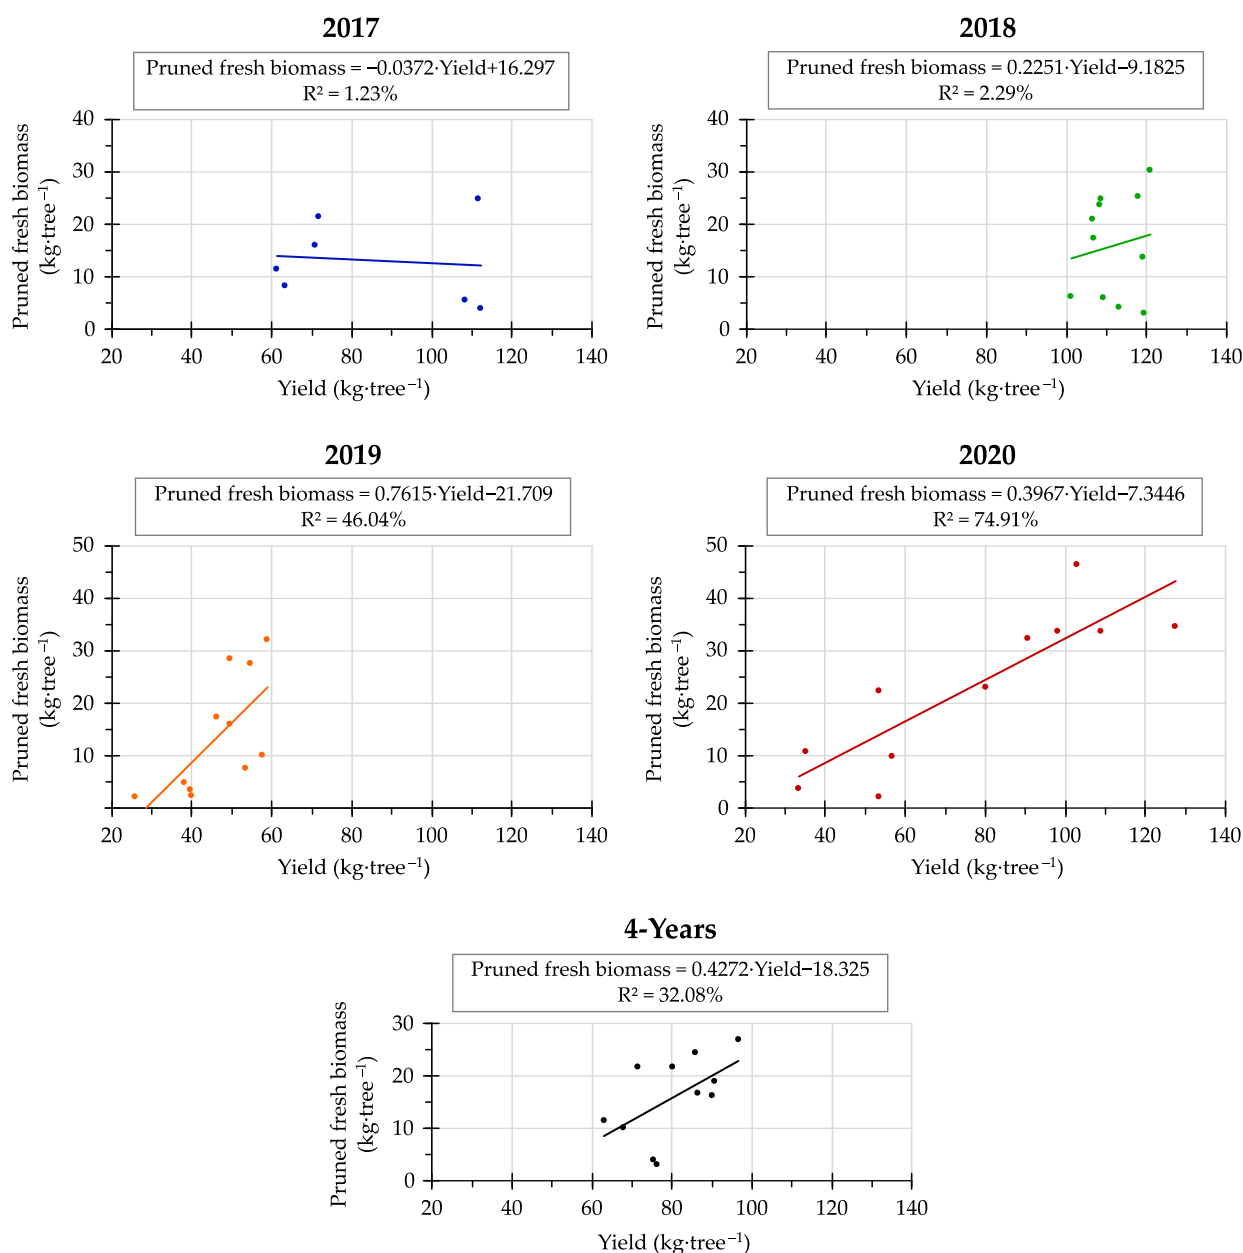 2017
Pruned fresh biomass = −0.0372·Yield+16.297
R² = 1.23%
Pruned fresh biomass
(kg·tree⁻¹)
40
30
20
10
0
20 40 60 80 100 120 140
Yield (kg·tree⁻¹)
2018
Pruned fresh biomass = 0.2251·Yield−9.1825
R² = 2.29%
Pruned fresh biomass
(kg·tree⁻¹)
40
30
20
10
0
20 40 60 80 100 120 140
Yield (kg·tree⁻¹)
2019
Pruned fresh biomass = 0.7615·Yield−21.709
R² = 46.04%
Pruned fresh biomass
(kg·tree⁻¹)
50
40
30
20
10
20 40 60 80 100 120 140
Yield (kg·tree⁻¹)
2020
Pruned fresh biomass = 0.3967·Yield−7.3446
R² = 74.91%
Pruned fresh biomass
(kg·tree⁻¹)
50
40
30
20
10
0
20 40 60 80 100 120 140
Yield (kg·tree⁻¹)
4-Years
Pruned fresh biomass = 0.4272·Yield−18.325
R² = 32.08%
Pruned fresh biomass
(kg·tree⁻¹)
30
20
10
0
20 40 60 80 100 120 140
Yield (kg·tree⁻¹)